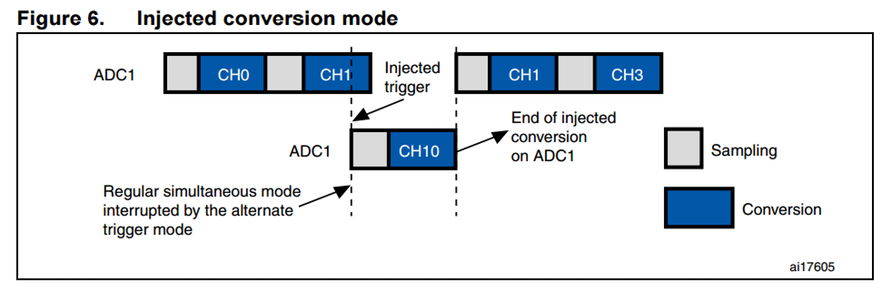 Figure 6. Injected conversion mode
ADC1
CH0
CH1
Injected
trigger
CH1
CH3
ADC1
CH10
End of injected
conversion
on ADC1
Sampling
Regular simultaneous mode
interrupted by the alternate
trigger mode
Conversion
ai17605